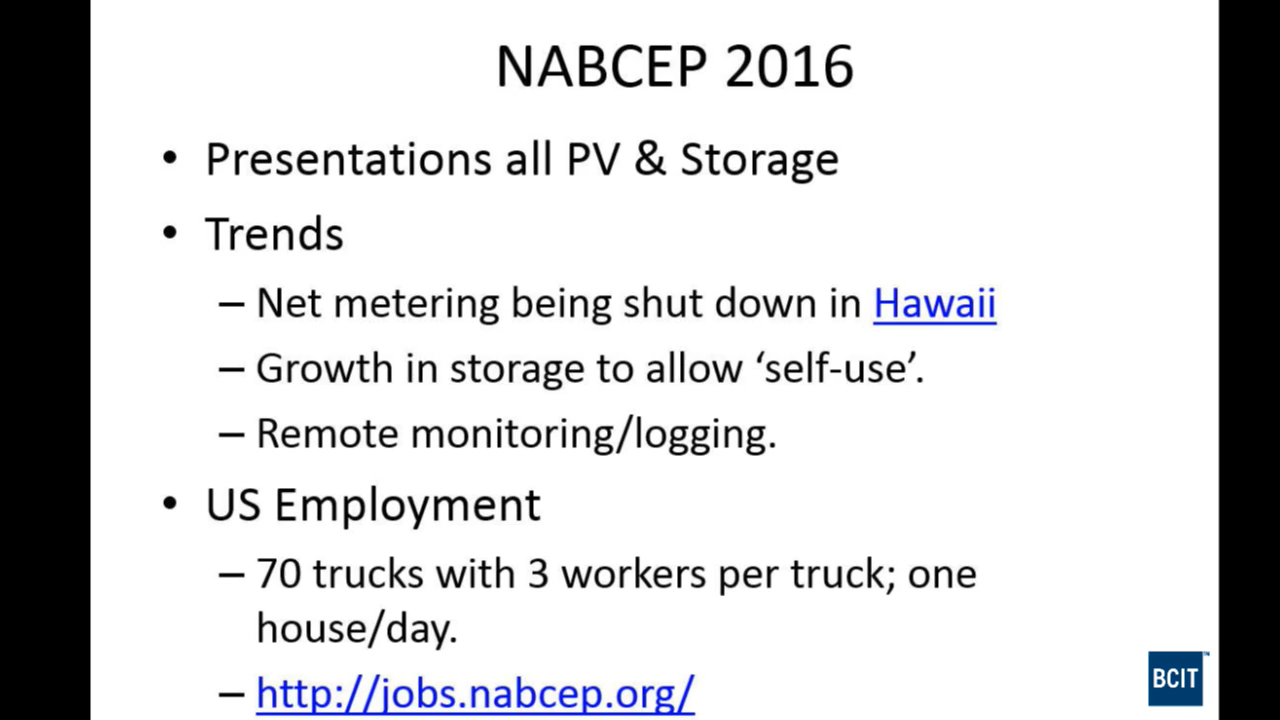 NABCEP 2016
• Presentations all PV & Storage
• Trends
– Net metering being shut down in Hawaii
– Growth in storage to allow ‘self-use’.
– Remote monitoring/logging.
• US Employment
– 70 trucks with 3 workers per truck; one
house/day.
– http://jobs.nabcep.org/
BCIT